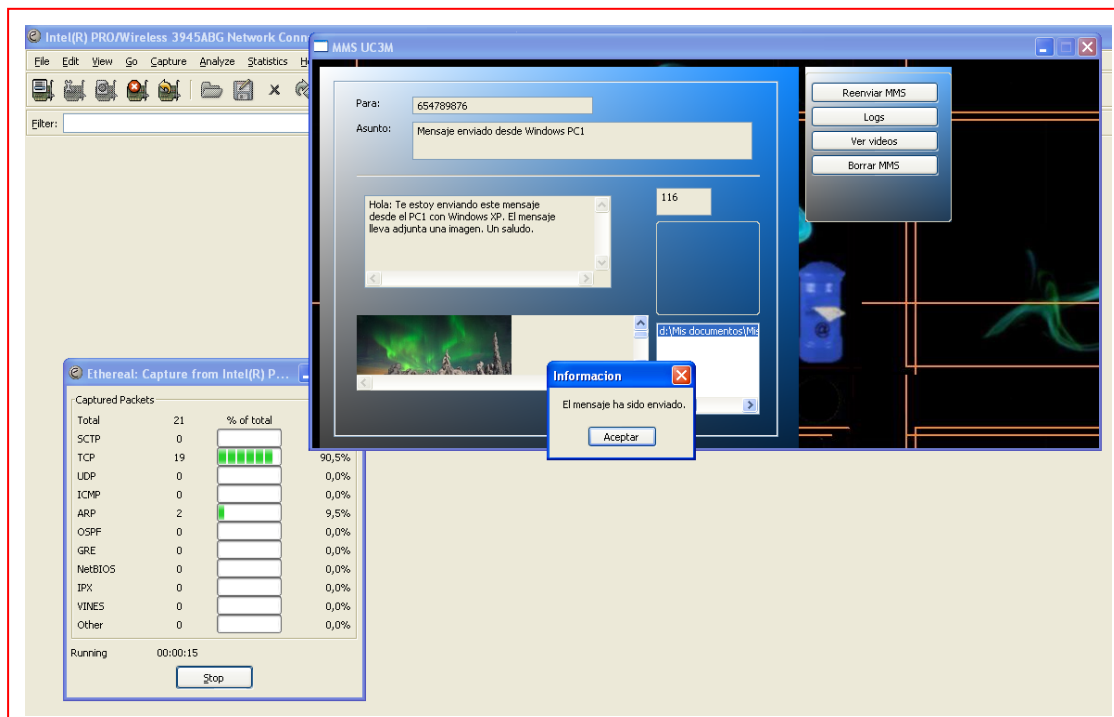 Intel(R) PRO/Wireless 3945ABG Network Conn
File Edit View Go Capture Analyze Statistics H
Filter:
MMS UC3M
Para:
654789876
Asunto:
Mensaje enviado desde Windows PC1
Hola: Te estoy enviando este mensaje
desde el PC1 con Windows XP. El mensaje
lleva adjunta una imagen. Un saludo.
116
d:\Mis documentos\Mis
Reenviar MMS
Logs
Ver videos
Borrar MMS
@
Informacion
El mensaje ha sido enviado.
Aceptar
Ethereal: Capture from Intel(R) P...
Captured Packets
Total 21 % of total
SCTP 0
TCP 19 90,5%
UDP 0 0,0%
ICMP 0 0,0%
ARP 2 9,5%
OSPF 0 0,0%
GRE 0 0,0%
NetBIOS 0 0,0%
IPX 0 0,0%
VINES 0 0,0%
Other 0 0,0%
Running 00:00:15
Stop